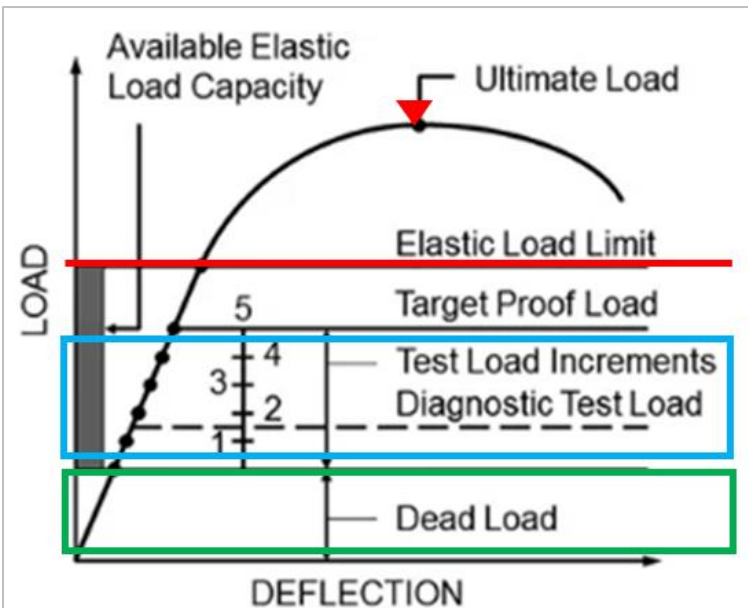 Available Elastic
Load Capacity
Ultimate Load
LOAD
Elastic Load Limit
5
Target Proof Load
4
Test Load Increments
3
2
Diagnostic Test Load
1
Dead Load
DEFLECTION